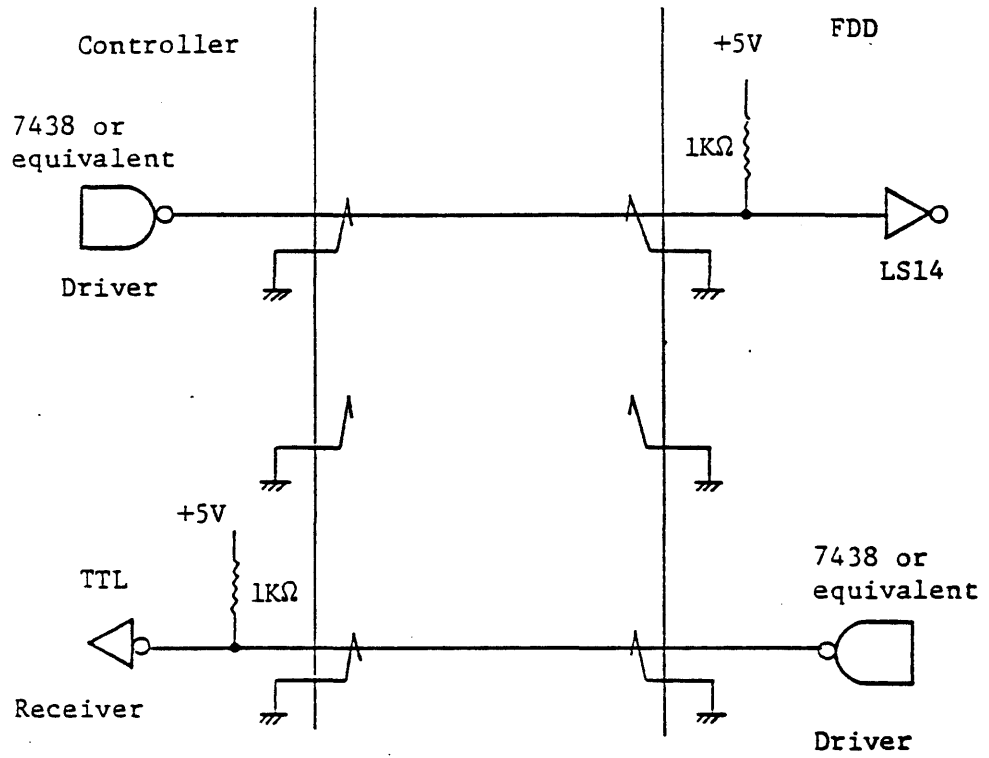 Controller
FDD
+5V
7438 or
equivalent
1KΩ
Driver
LS14
+5V
TTL
1KΩ
7438 or
equivalent
Receiver
Driver